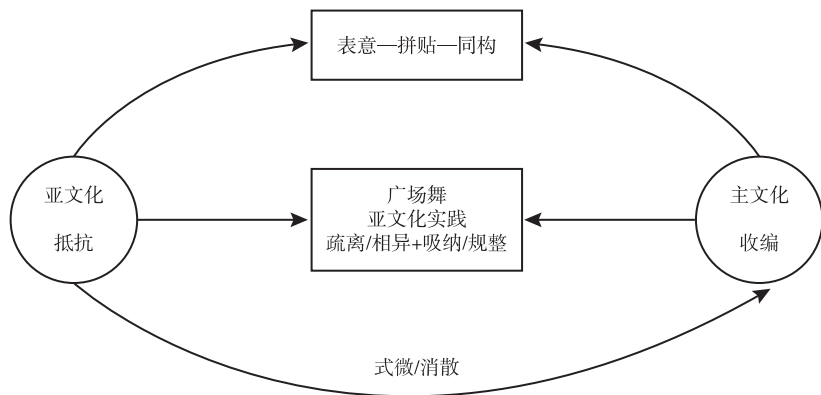 表意—拼贴—同构
亚文化
抵抗
广场舞
亚文化实践
疏离/相异+吸纳/规整
主文化
收编
式微/消散